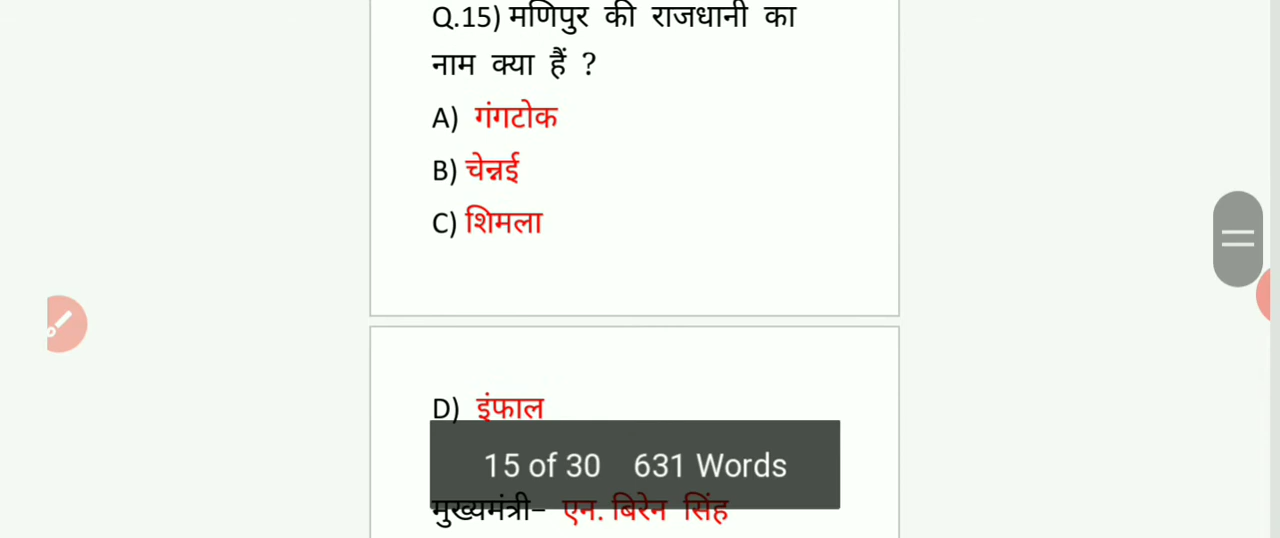 Q.15) मणिपुर की राजधानी का
नाम क्या हैं ?
A) गंगटोक
B) चेन्नई
C) शिमला
D) इंफाल
15 of 30 631 Words
मुख्यमंत्री- एन. बिरेन सिंह